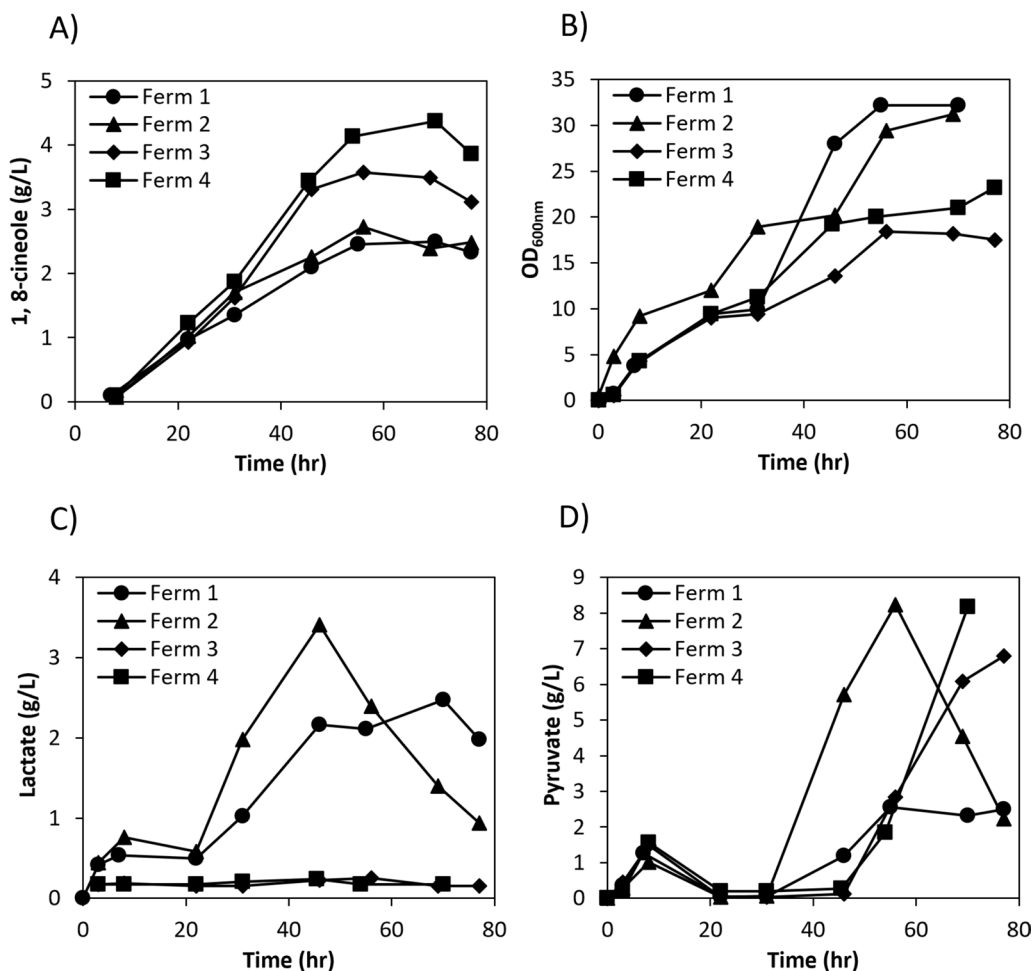 A)
5
4
3
2
1
0
0 20 40 60 80
1, 8-cineole (g/L)
Time (hr)
Ferm 1
Ferm 2
Ferm 3
Ferm 4
B)
35
30
25
20
15
10
5
0
0 20 40 60 80
OD600nm
Time (hr)
Ferm 1
Ferm 2
Ferm 3
Ferm 4
C)
4
3
2
1
0
0 20 40 60 80
Lactate (g/L)
Time (hr)
Ferm 1
Ferm 2
Ferm 3
Ferm 4
D)
9
8
7
6
5
4
3
2
1
0
0 20 40 60 80
Pyruvate (g/L)
Time (hr)
Ferm 1
Ferm 2
Ferm 3
Ferm 4